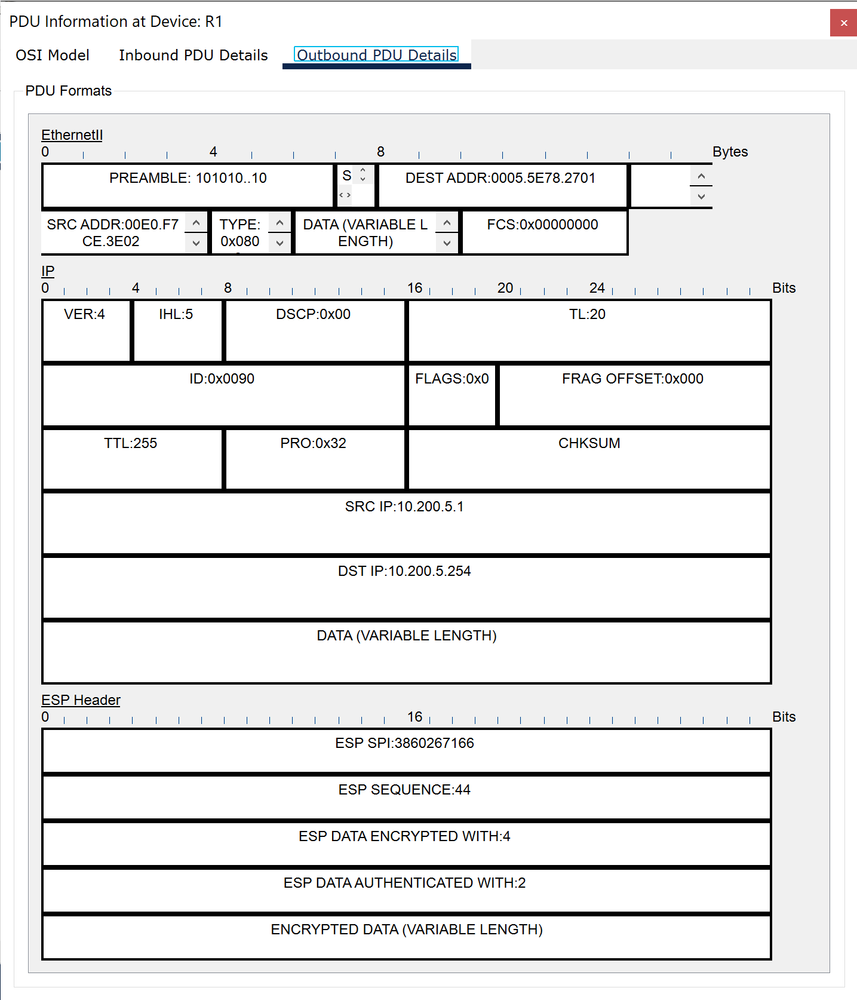 PDU Information at Device: R1
OSI Model Inbound PDU Details Outbound PDU Details
PDU Formats
EthernetII
0 4 8 Bytes
PREAMBLE: 101010..10 S DEST ADDR:0005.5E78.2701
SRC ADDR:00E0.F7 TYPE: DATA (VARIABLE L FCS:0x00000000
CE.3E02 0x080 ENGTH)
IP
0 4 8 16 20 24 Bits
VER:4 IHL:5 DSCP:0x00 TL:20
ID:0x0090 FLAGS:0x0 FRAG OFFSET:0x000
TTL:255 PRO:0x32 CHKSUM
SRC IP:10.200.5.1
DST IP:10.200.5.254
DATA (VARIABLE LENGTH)
ESP Header
0 16 Bits
ESP SPI:3860267166
ESP SEQUENCE:44
ESP DATA ENCRYPTED WITH:4
ESP DATA AUTHENTICATED WITH:2
ENCRYPTED DATA (VARIABLE LENGTH)